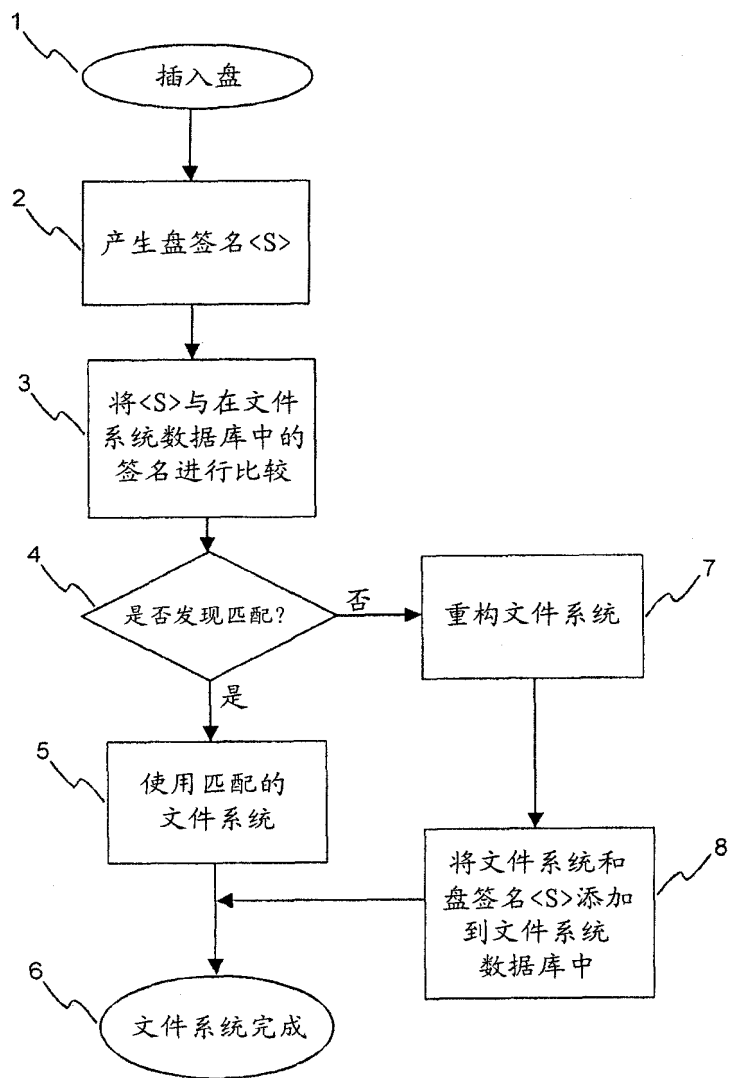 1
插入盘
2
产生盘签名<S>
3
将<S>与在文件
系统数据库中的
签名进行比较
4
是否发现匹配?
否
是
7
重构文件系统
5
使用匹配的
文件系统
8
将文件系统和
盘签名<S>添加
到文件系统
数据库中
6
文件系统完成